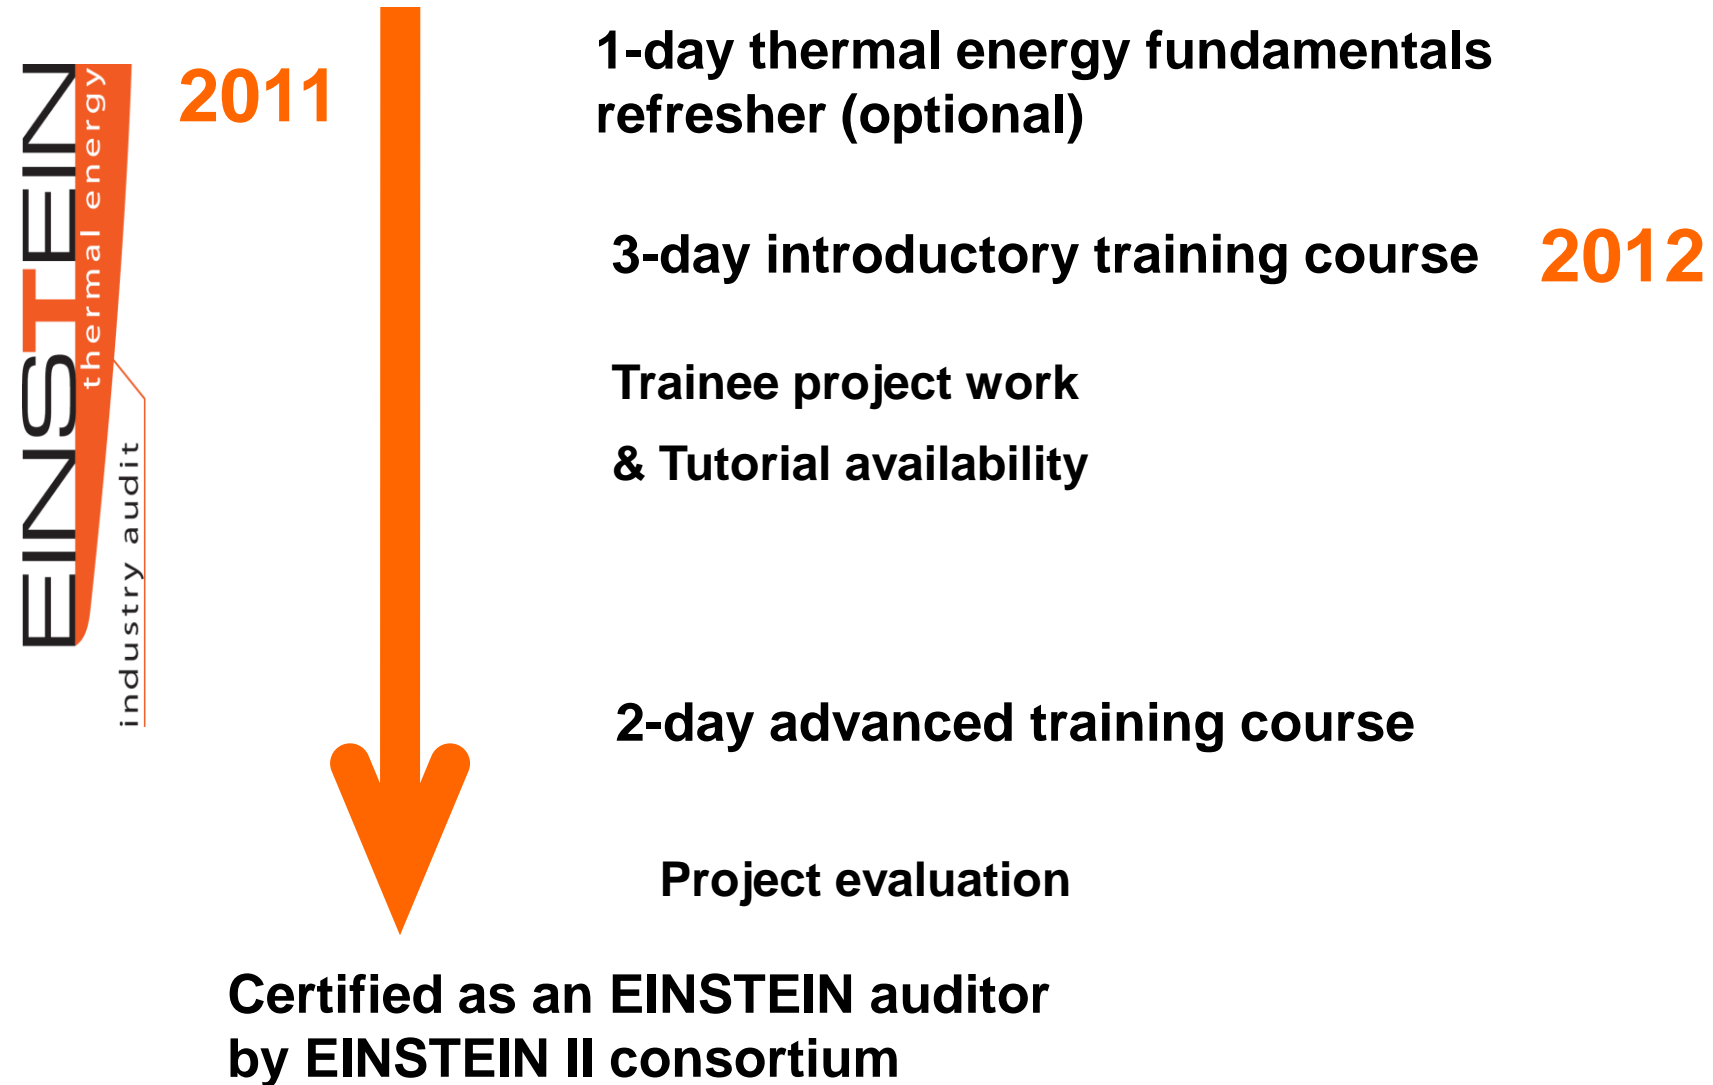 EINSTEIN
thermal energy
industry audit
2011
1-day thermal energy fundamentals
refresher (optional)
3-day introductory training course
2012
Trainee project work
& Tutorial availability
2-day advanced training course
Project evaluation
Certified as an EINSTEIN auditor
by EINSTEIN II consortium